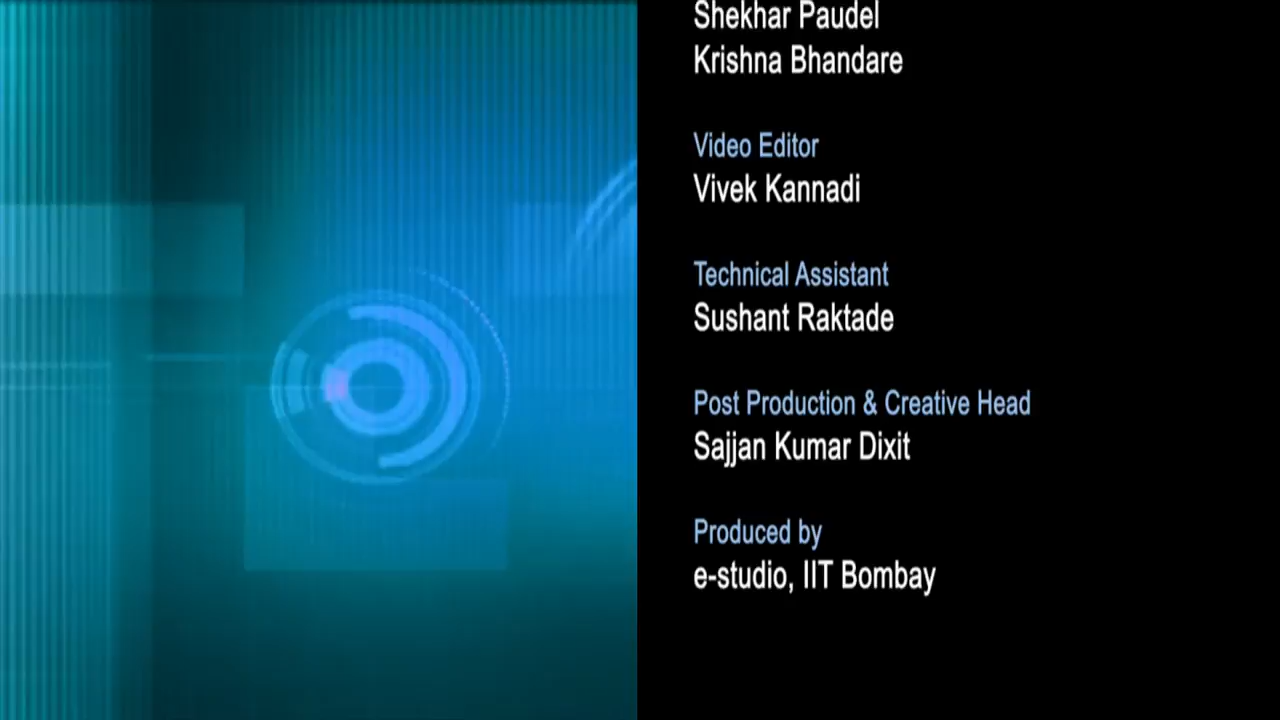 Shekhar Paudel
Krishna Bhandare
Video Editor
Vivek Kannadi
Technical Assistant
Sushant Raktade
Post Production & Creative Head
Sajjan Kumar Dixit
Produced by
e-studio, IIT Bombay